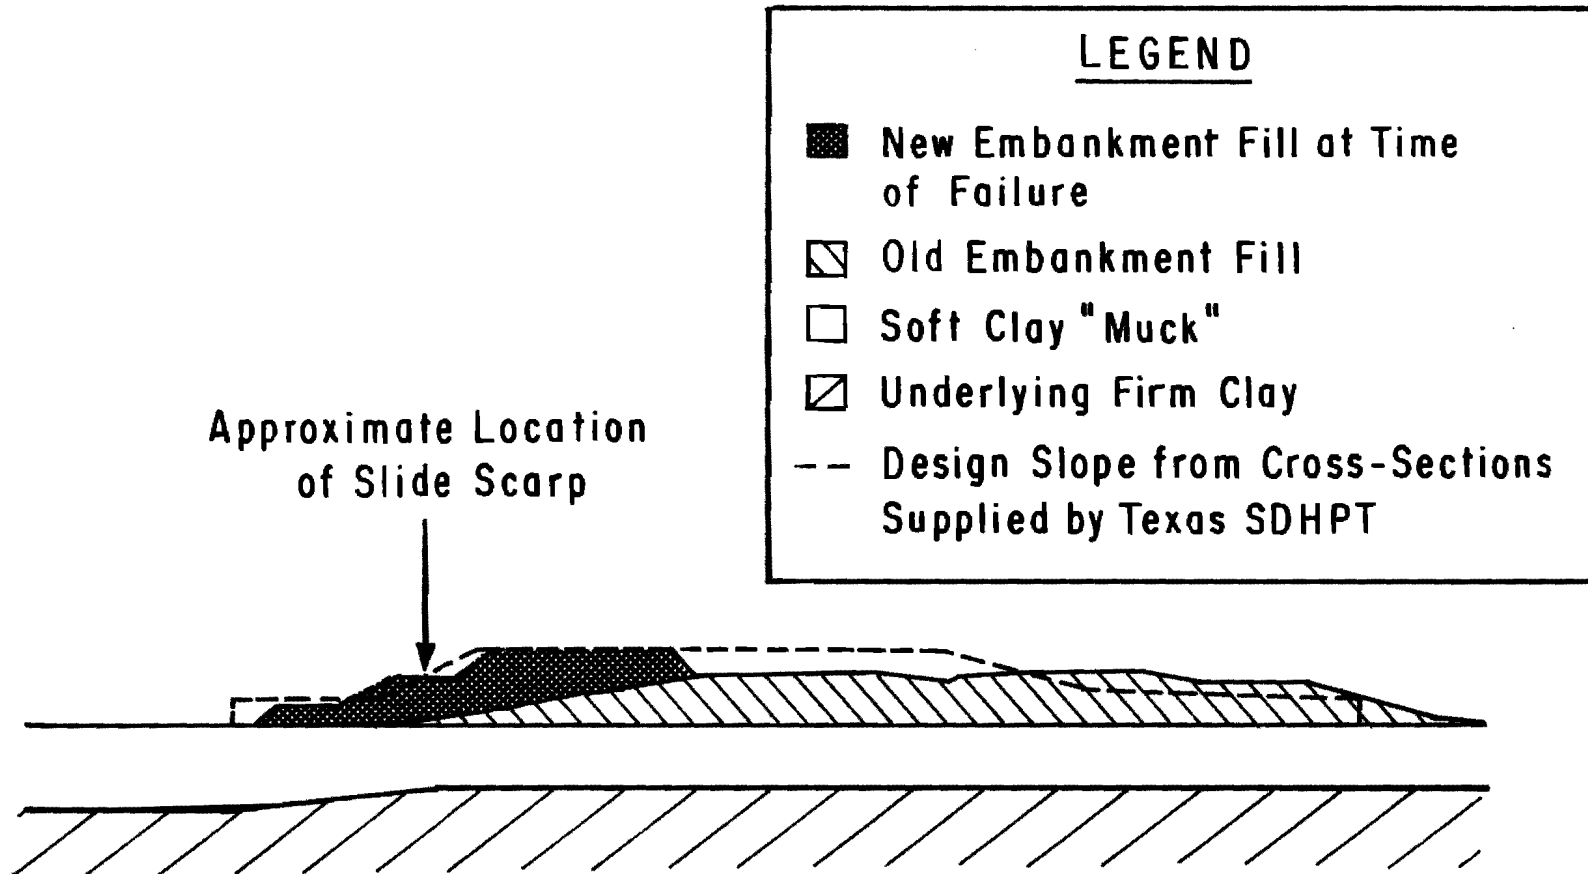 LEGEND
New Embankment Fill at Time
of Failure
Old Embankment Fill
Soft Clay "Muck"
Underlying Firm Clay
Design Slope from Cross-Sections
Supplied by Texas SDHPT
Approximate Location
of Slide Scarp